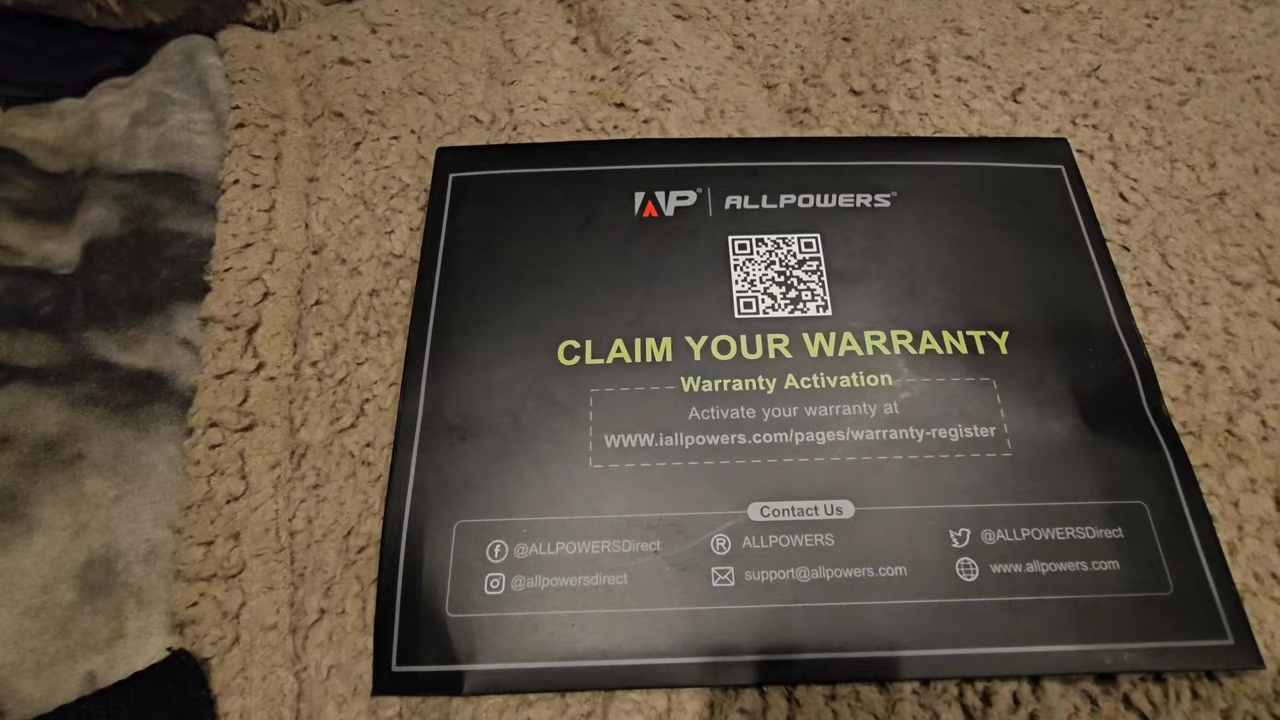 AP® | ALLPOWERS®
CLAIM YOUR WARRANTY
Warranty Activation
Activate your warranty at
WWW.iallpowers.com/pages/warranty-register
Contact Us
@ALLPOWERSDirect
® ALLPOWERS
@ALLPOWERSDirect
@allpowersdirect
support@allpowers.com
www.allpowers.com